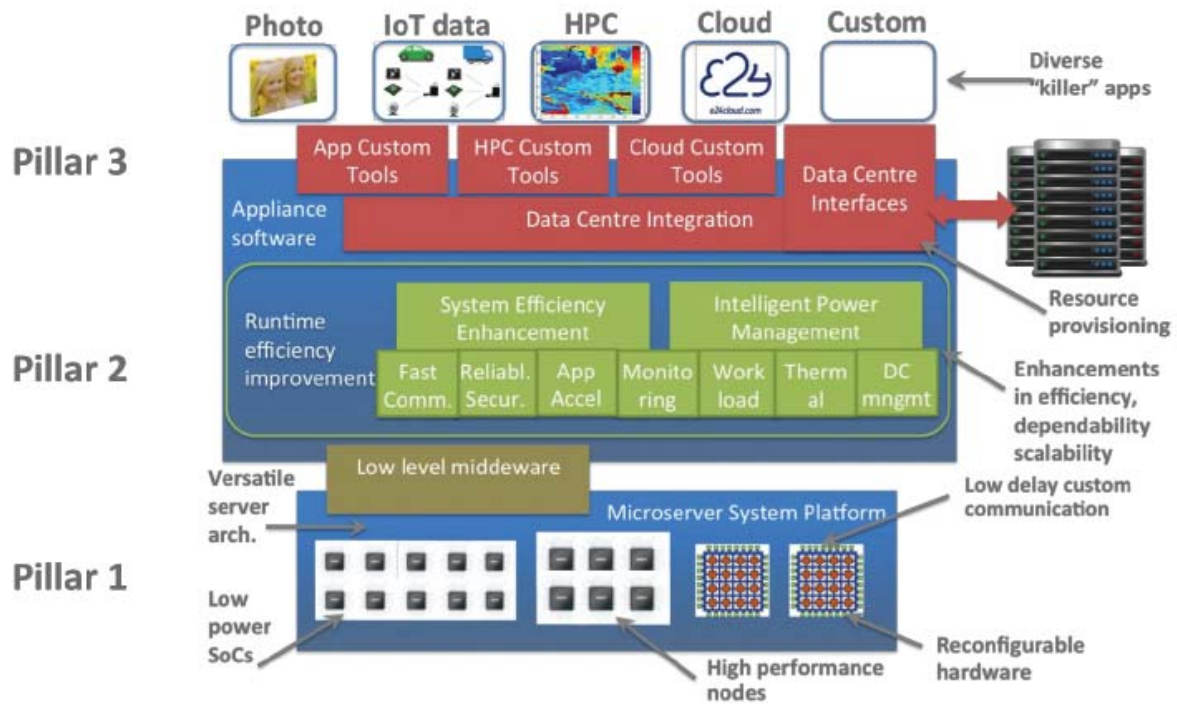 Photo
IoT data
HPC
Cloud
Custom
e24
e24cloud.com
Diverse
"killer" apps
Pillar 3
App Custom
Tools
HPC Custom
Tools
Cloud Custom
Tools
Data Centre
Interfaces
Appliance
software
Data Centre Integration
Resource
provisioning
Pillar 2
Runtime
efficiency
improvement
System Efficiency
Enhancement
Intelligent Power
Management
Fast
Comm.
Reliabl.
Secur.
App
Accel
Monito
ring
Work
load
Therm
al
DC
mngmt
Enhancements
in efficiency,
dependability
scalability
Low level middeware
Versatile
server
arch.
Microserver System Platform
Low delay custom
communication
Pillar 1
Low
power
SoCs
High performance
nodes
Reconfigurable
hardware